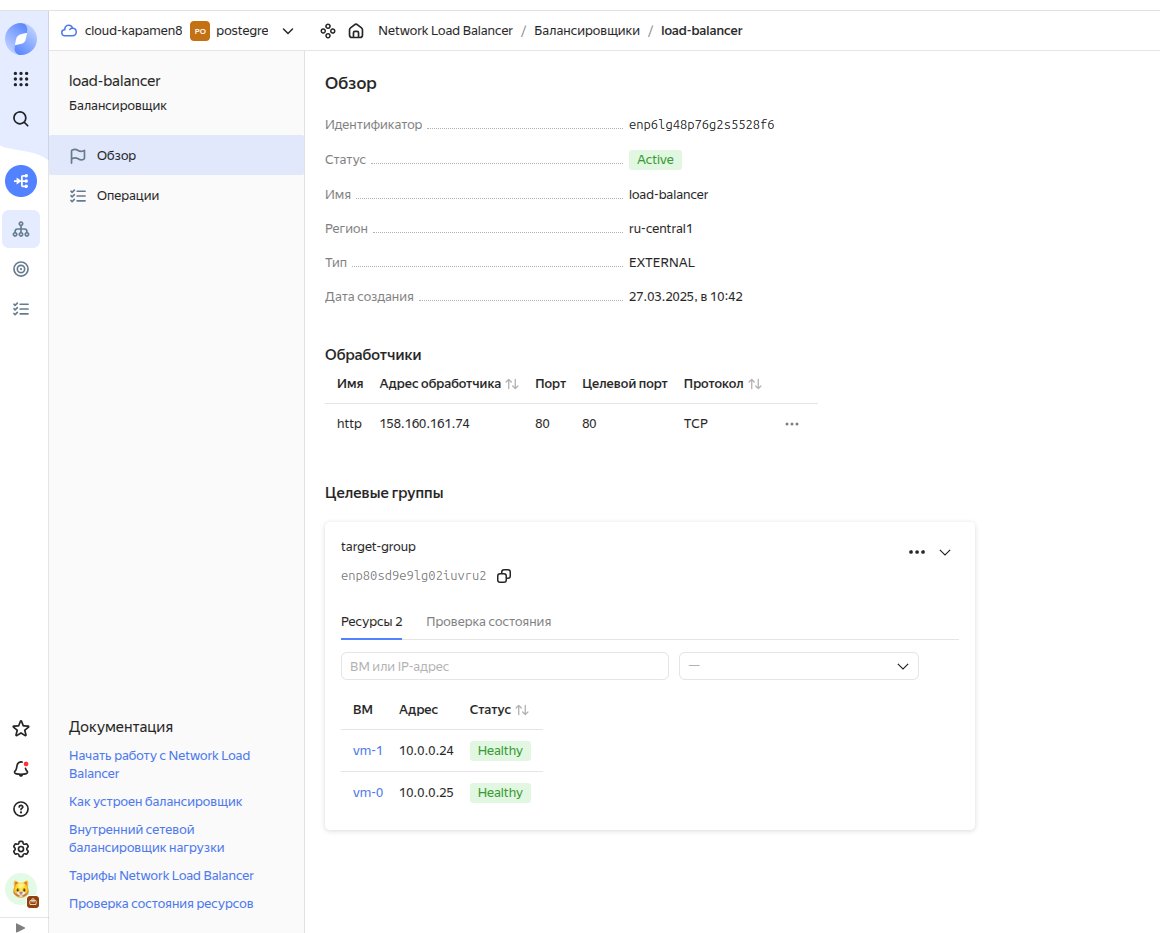 cloud-kapamen8 PO postegre Network Load Balancer / Балансировщики / load-balancer
load-balancer
Балансировщик
Обзор
Операции
Документация
Начать работу с Network Load
Balancer
Как устроен балансировщик
Внутренний сетевой
балансировщик нагрузки
Тарифы Network Load Balancer
Проверка состояния ресурсов
Обзор
Идентификатор enp6lg48p76g2s5528f6
Статус Active
Имя load-balancer
Регион ru-central1
Тип EXTERNAL
Дата создания 27.03.2025, в 10:42
Обработчики
Имя Адрес обработчика Порт Целевой порт Протокол
http 158.160.161.74 80 80 TCP
Целевые группы
target-group
enp80sd9e9lg02iuvru2
Ресурсы 2 Проверка состояния
ВМ или IP-адрес —
ВМ Адрес Статус
vm-1 10.0.0.24 Healthy
vm-0 10.0.0.25 Healthy